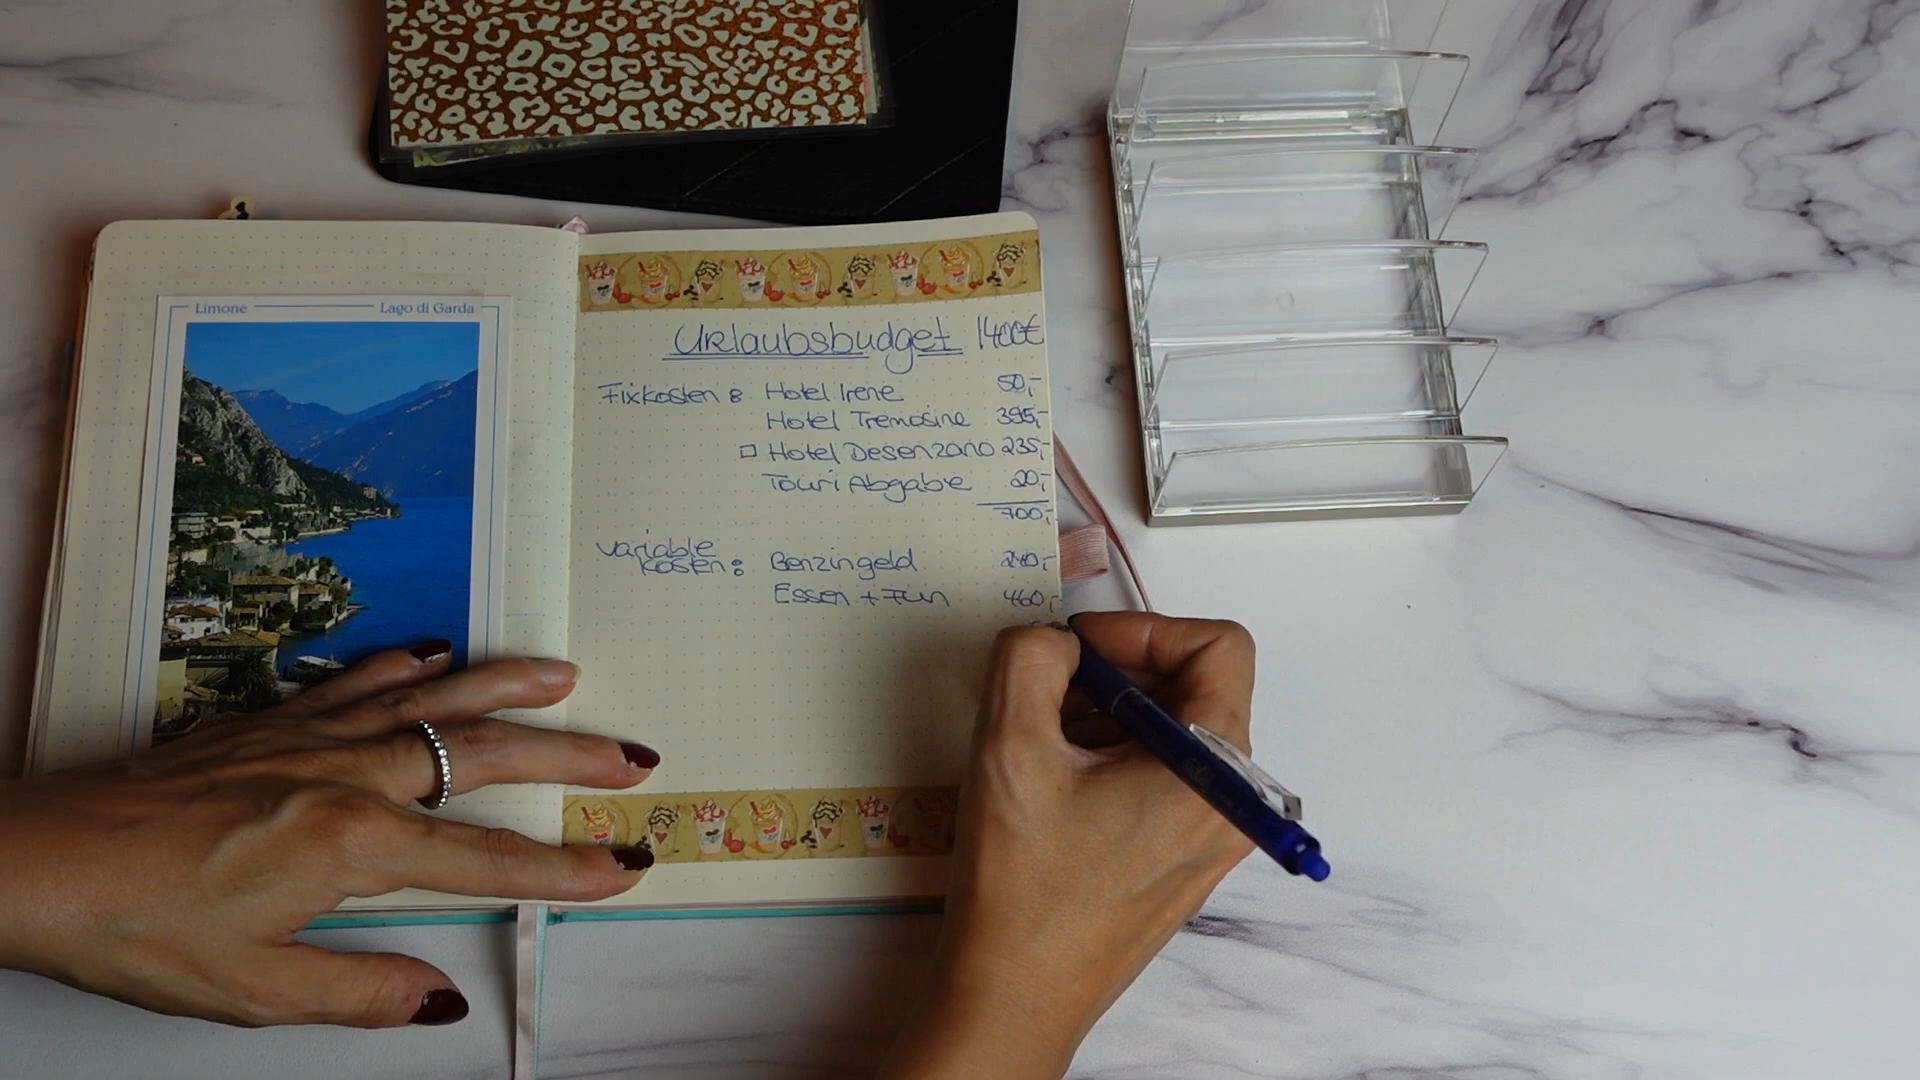 Limone Lago di Garda
Urlaubsbudget 1400€
Fixkosten: Hotel Irene 50,-
Hotel Tremosine 395,-
Hotel Desenzano 235,-
Touri Abgabe 20,-
700,-
variable
Kosten: Benzingeld 240,-
Essen + Fun 460,-